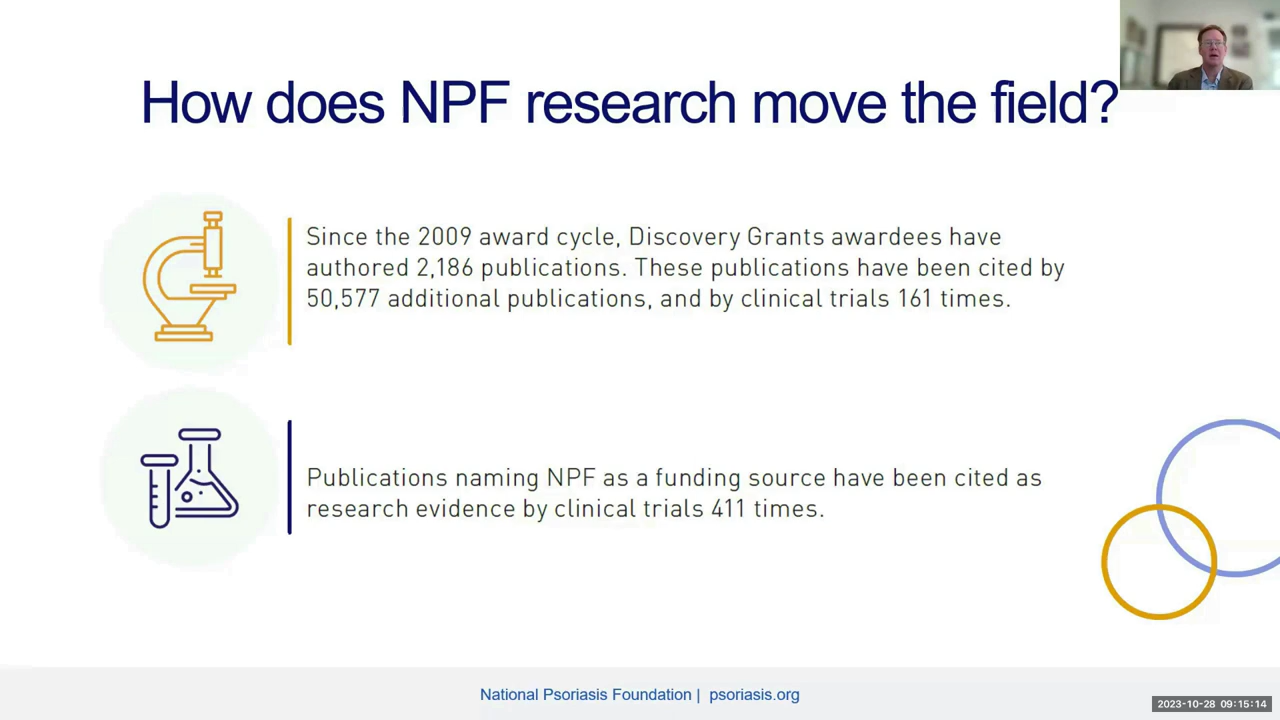 How does NPF research move the field?
Since the 2009 award cycle, Discovery Grants awardees have
authored 2,186 publications. These publications have been cited by
50,577 additional publications, and by clinical trials 161 times.
Publications naming NPF as a funding source have been cited as
research evidence by clinical trials 411 times.
National Psoriasis Foundation | psoriasis.org
2023-10-28 09:15:14